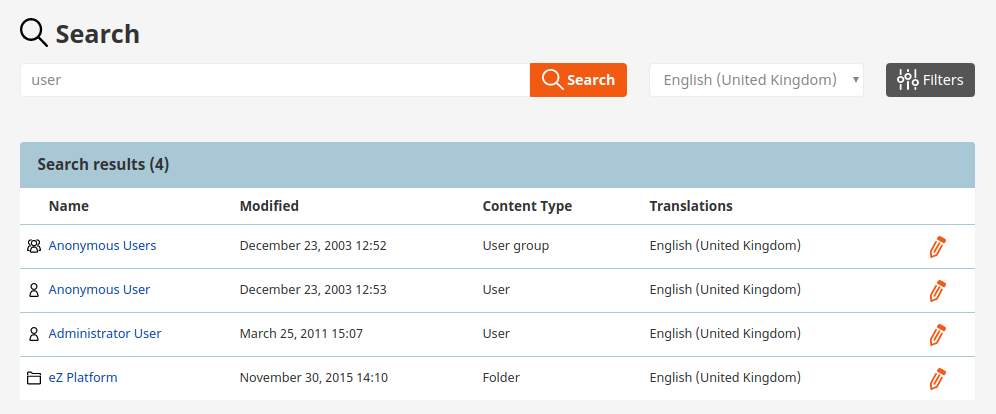 Search
user Search English (United Kingdom) Filters
Search results (4)
Name Modified Content Type Translations
Anonymous Users December 23, 2003 12:52 User group English (United Kingdom)
Anonymous User December 23, 2003 12:53 User English (United Kingdom)
Administrator User March 25, 2011 15:07 User English (United Kingdom)
eZ Platform November 30, 2015 14:10 Folder English (United Kingdom)